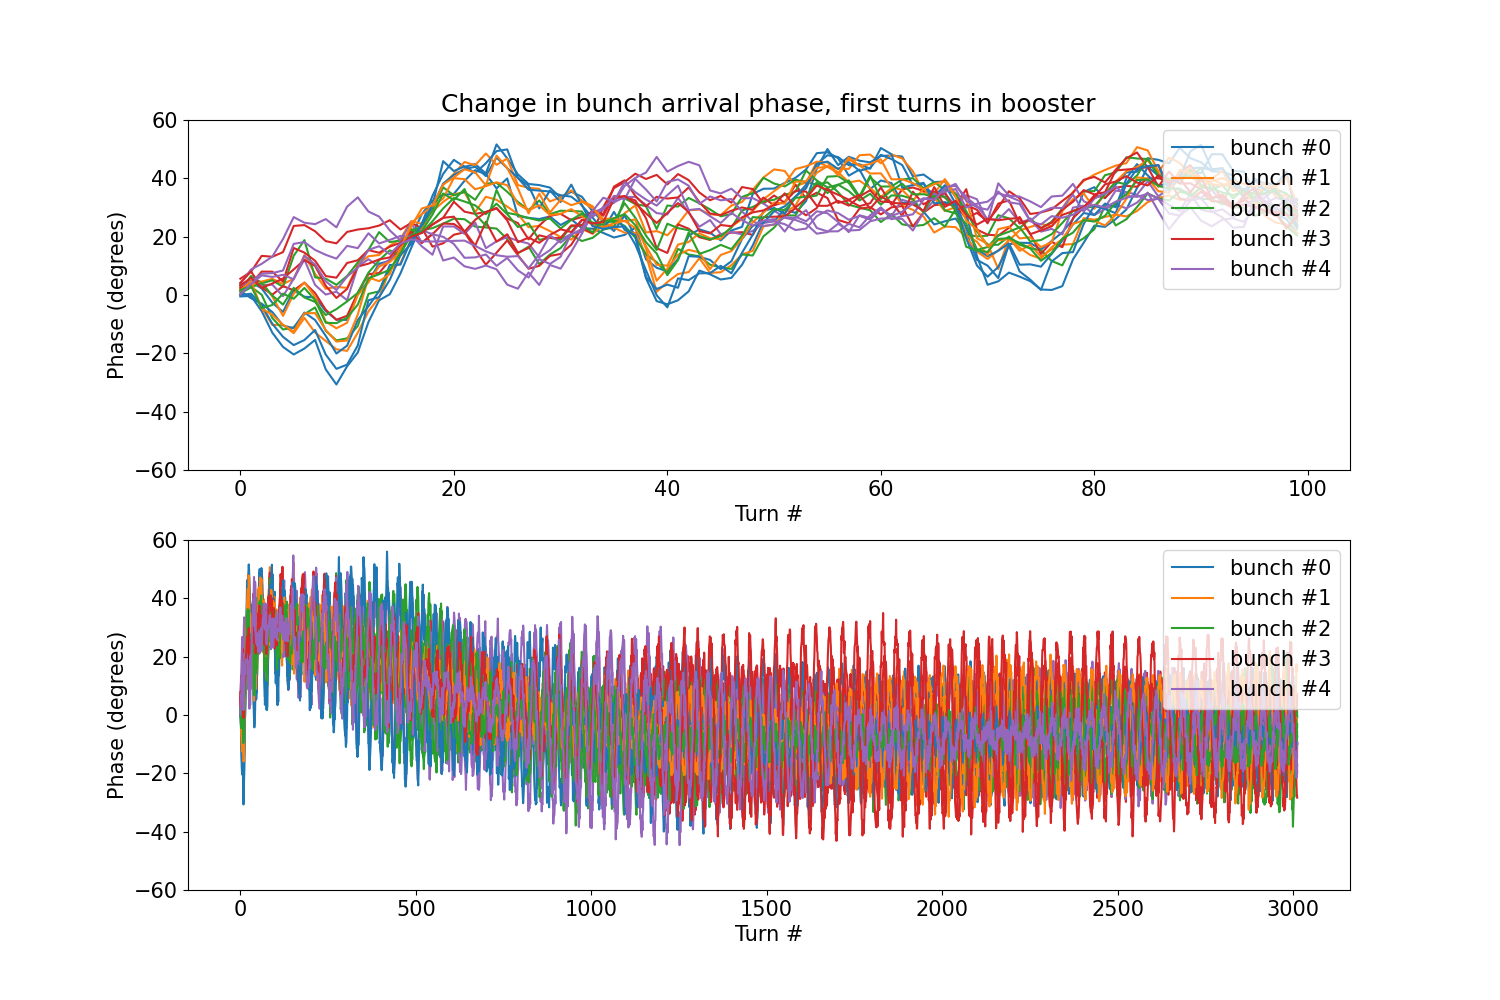 Change in bunch arrival phase, first turns in booster
60
40
20
0
−20
−40
−60
Phase (degrees)
bunch #0
bunch #1
bunch #2
bunch #3
bunch #4
0 20 40 60 80 100
Turn #
60
40
20
0
−20
−40
−60
Phase (degrees)
bunch #0
bunch #1
bunch #2
bunch #3
bunch #4
0 500 1000 1500 2000 2500 3000
Turn #